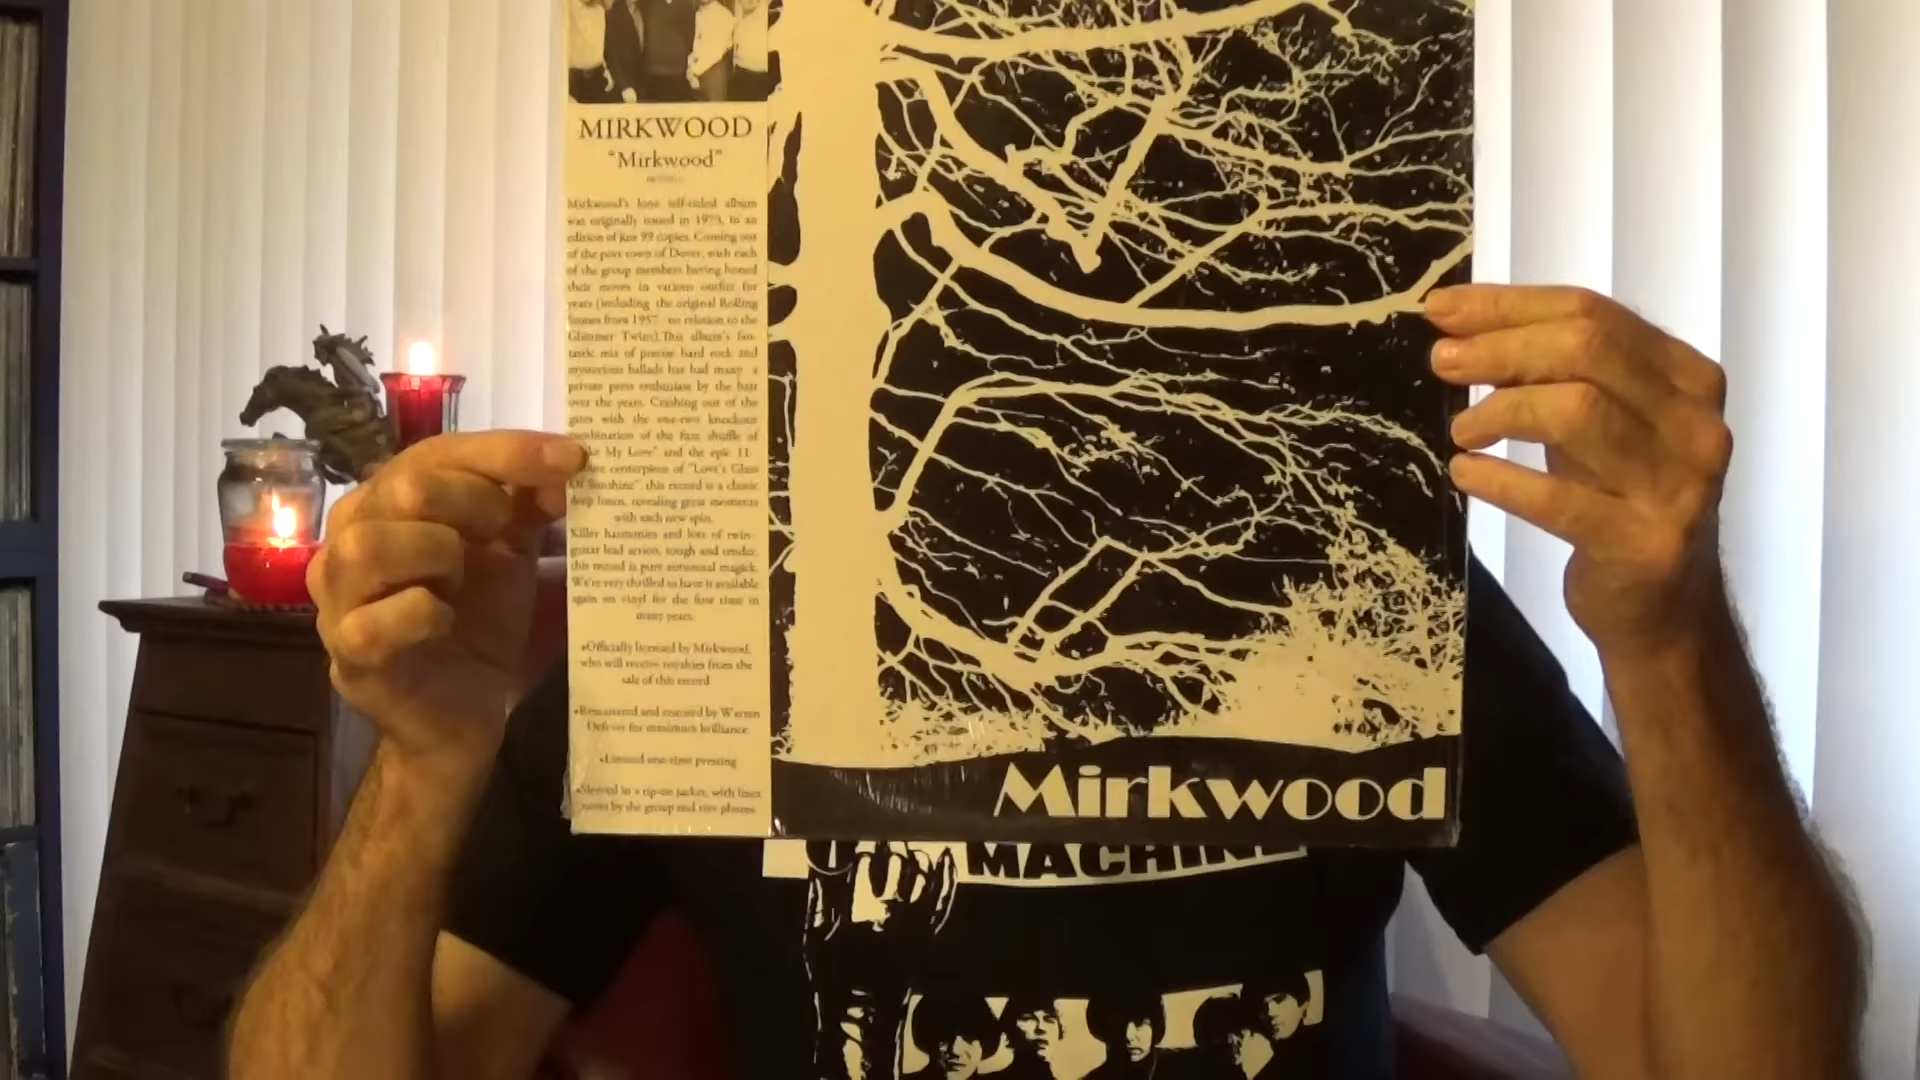 MIRKWOOD
“Mirkwood”
Mirkwood's lone self-titled album
was originally issued in 1973, in an
edition of just 99 copies. Coming out
of the port town of Dover, with each
of the group members having honed
their moves in various outfits for
years (including the original Rolling
Stones from 1957 no relation to the
Glimmer Twins).This album's fan-
tastic mix of precise hard rock and
mysterious ballads has had many a
private press enthusiast by the hair
over the years. Crashing out of the
gates with the one-two knockout
combination of the fuzz shuffle of
My Love" and the epic 11-
centerpiece of "Love's Glass
Of Sunshine", this record is a classic
deep listen, revealing great moments
with each new spin.
Killer harmonies and lots of twin-
guitar lead action, tough and tender,
this record is pure autumnal magick.
We're very thrilled to have it available
again on vinyl for the first time in
many years.
•Officially licensed by Mirkwood,
who will receive royalties from the
sale of this record
•Remastered and restored by Warren
Defever for maximum brilliance
•Limited one-time pressing
•Sleeved in a tip-on jacket, with liner
notes by the group and rare photos
Mirkwood
MACHINE